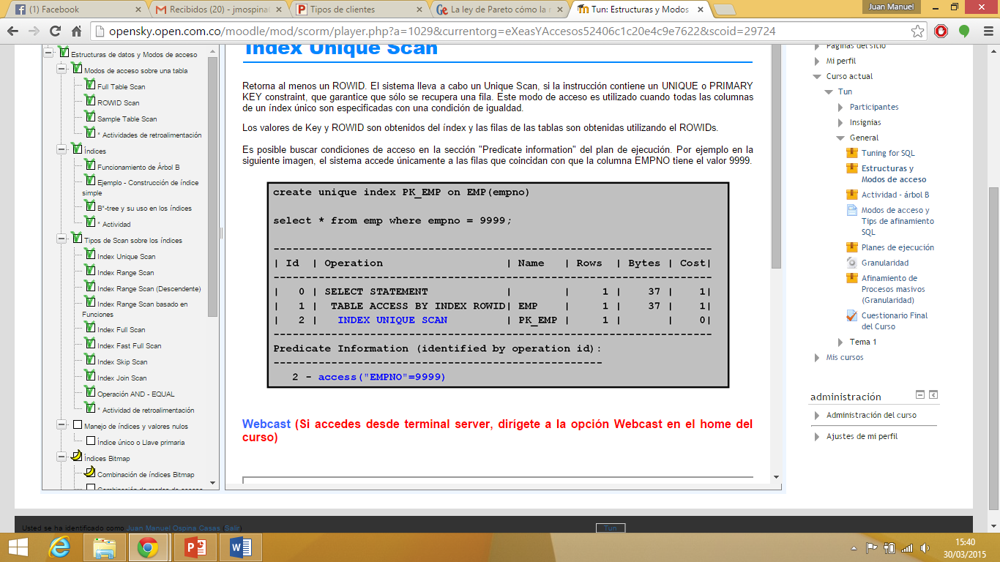 (1) Facebook
Recibidos (20) - jmospina
Tipos de clientes
La ley de Pareto cómo la
Tun: Estructuras y Modos
Juan Manuel
opensky.open.com.co/moodle/mod/scorm/player.php?a=1029&currentorg=eXeasYAccesos52406c1c20e4c9e7622&scoid=29724
Estructuras de datos y Modos de acceso
Modos de acceso sobre una tabla
Full Table Scan
ROWID Scan
Sample Table Scan
* Actividades de retroalimentación
Índices
Funcionamiento de Árbol B
Ejemplo - Construcción de índice
simple
B*-tree y su uso en los índices
* Actividad
Tipos de Scan sobre los índices
Index Unique Scan
Index Range Scan
Index Range Scan (Descendente)
Index Range Scan basado en
Funciones
Index Full Scan
Index Fast Full Scan
Index Skip Scan
Index Join Scan
Operación AND - EQUAL
* Actividad de retroalimentación
Manejo de índices y valores nulos
Índice único o Llave primaria
Índices Bitmap
Combinación de índices Bitmap
Combinación de modos de acceso
Index Unique Scan
Retorna al menos un ROWID. El sistema lleva a cabo un Unique Scan, si la instrucción contiene un UNIQUE o PRIMARY
KEY constraint, que garantice que sólo se recupera una fila. Este modo de acceso es utilizado cuando todas las columnas
de un índex único son especificadas con una condición de igualdad.
Los valores de Key y ROWID son obtenidos del índex y las filas de las tablas son obtenidas utilizando el ROWIDs.
Es posible buscar condiciones de acceso en la sección "Predicate information" del plan de ejecución. Por ejemplo en la
siguiente imagen, el sistema accede únicamente a las filas que coincidan con que la columna EMPNO tiene el valor 9999.
create unique index PK_EMP on EMP(empno)
select * from emp where empno = 9999;
--------------------------------------------------------------------
| Id | Operation | Name | Rows | Bytes | Cost|
--------------------------------------------------------------------
| 0 | SELECT STATEMENT | | 1 | 37 | 1|
| 1 | TABLE ACCESS BY INDEX ROWID| EMP | 1 | 37 | 1|
| 2 | INDEX UNIQUE SCAN | PK_EMP | 1 | | 0|
--------------------------------------------------------------------
Predicate Information (identified by operation id):
---------------------------------------------------
2 - access("EMPNO"=9999)
Webcast (Si accedes desde terminal server, dirígete a la opción Webcast en el home del
curso)
Páginas del sitio
Mi perfil
Curso actual
Tun
Participantes
Insignias
General
Tuning for SQL
Estructuras y
Modos de acceso
Actividad - árbol B
Modos de acceso y
Tips de afinamiento
SQL
Planes de ejecución
Granularidad
Afinamiento de
Procesos masivos
(Granularidad)
Cuestionario Final
del Curso
Tema 1
Mis cursos
administración
Administración del curso
Ajustes de mi perfil
Usted se ha identificado como Juan Manuel Ospina Casas (Salir)
Tun
15:40
30/03/2015